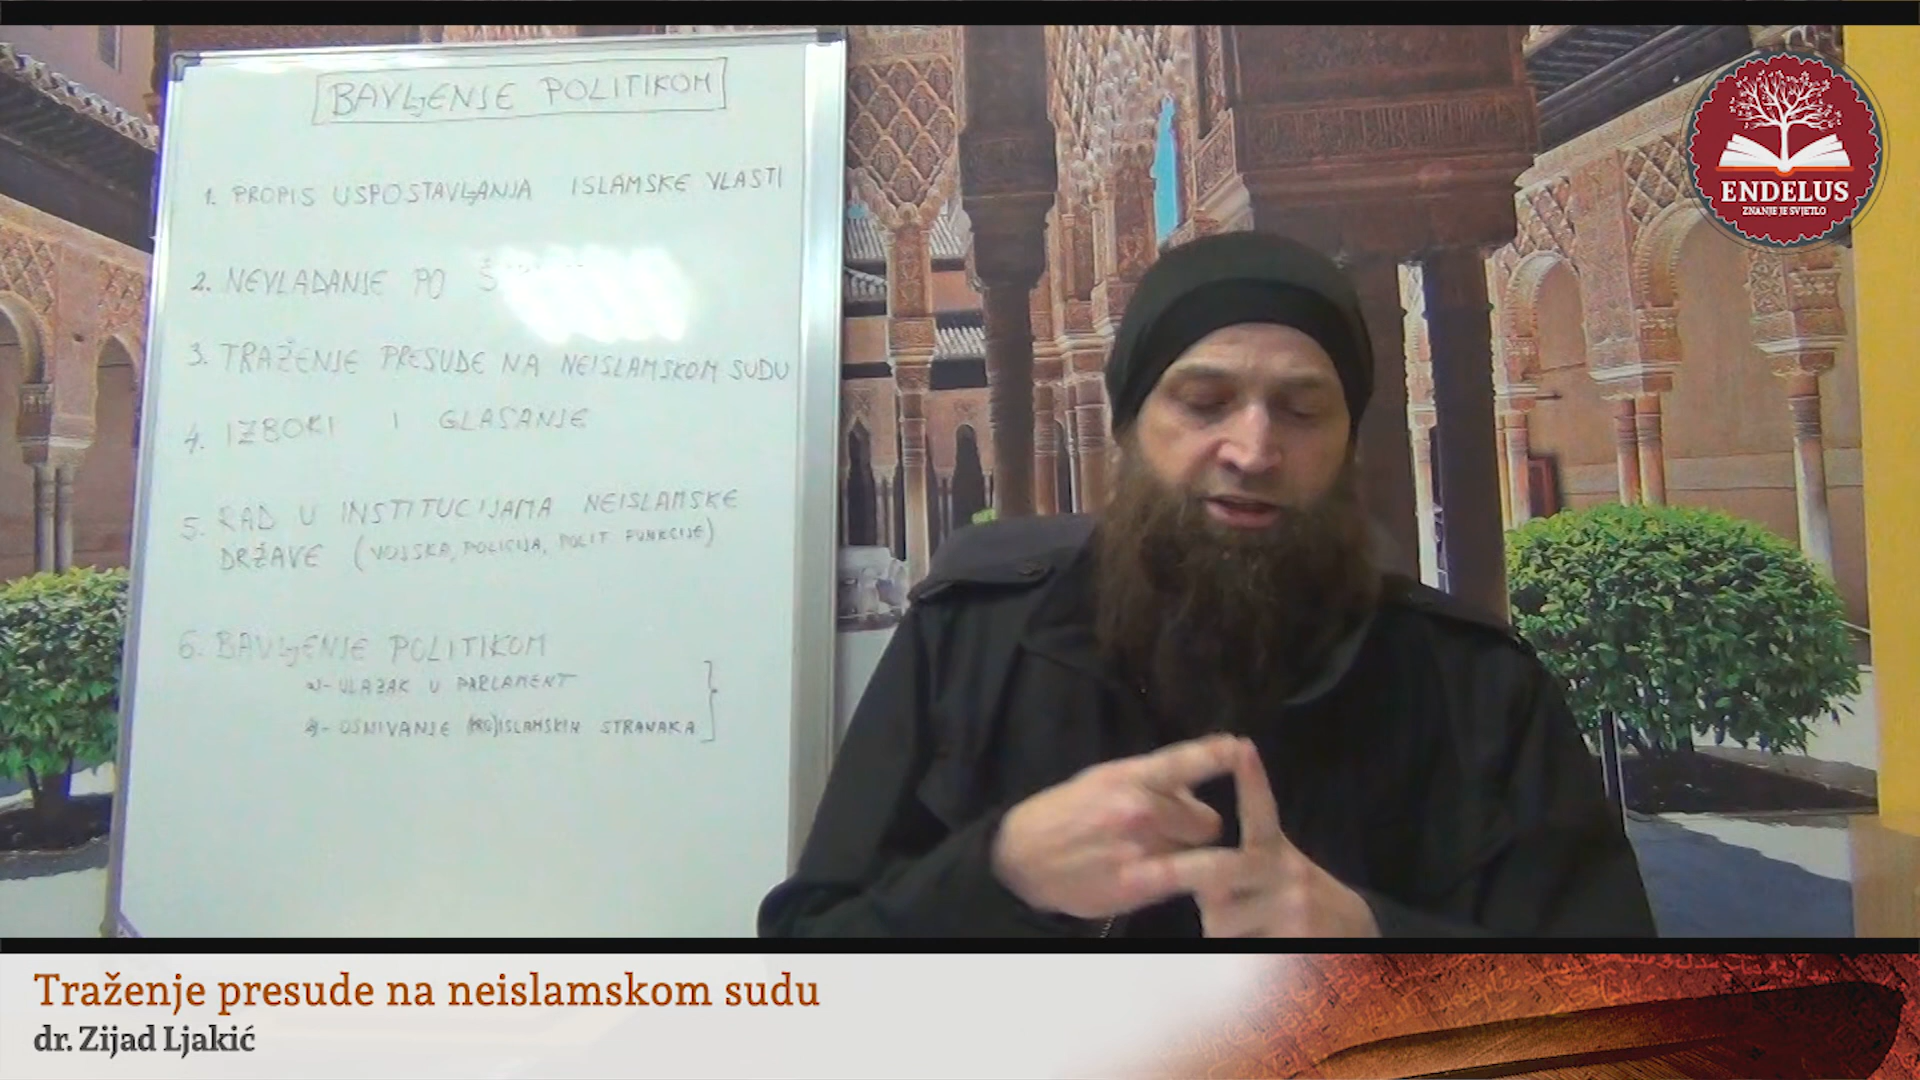 BAVLJENJE POLITIKOM
1. PROPIS USPOSTAVLJANJA ISLAMSKE VLASTI
2. NEVLADANJE PO
3. TRAŽENJE PRESUDE NA NEISLAMSKOM SUDU
4. IZBORI I GLASANJE
5. RAD U INSTITUCIJAMA NEISLAMSKE
DRŽAVE (VOJSKA, POLICIJA, POLIT FUNKCIJE)
6. BAVLJENJE POLITIKOM
- ULAZAK U PARLAMENT
- OSNIVANJE (PRO)ISLAMSKIH STRANAKA
ENDELUS
ZNANJE JE SVJETLO
Traženje presude na neislamskom sudu
dr. Zijad Ljakić